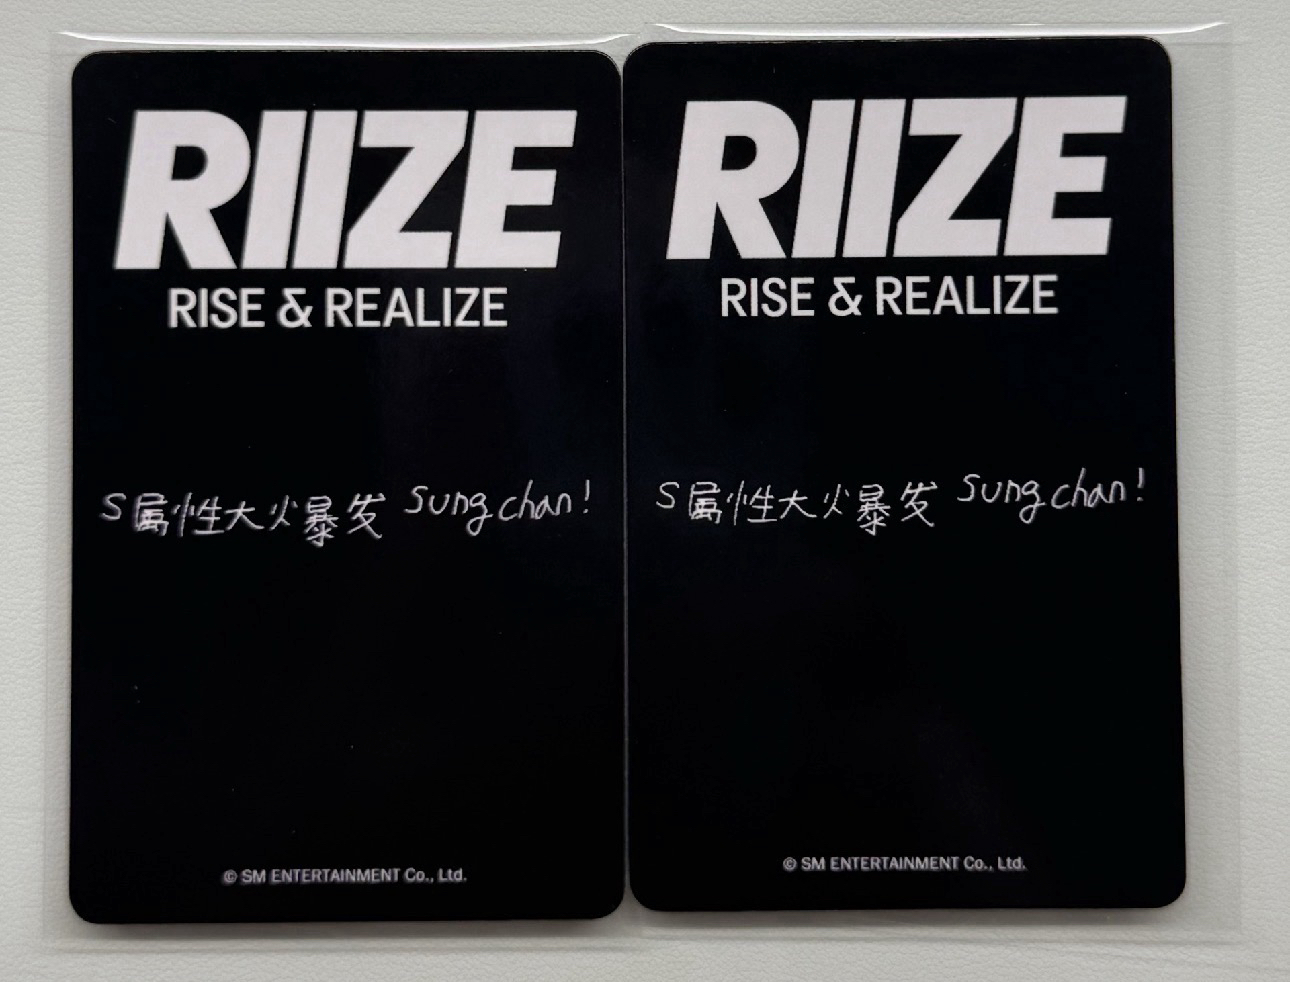 RIIZE
RISE & REALIZE
S属性大火暴发 Sungchan!
© SM ENTERTAINMENT Co., Ltd.
RIIZE
RISE & REALIZE
S属性大火暴发 Sungchan!
© SM ENTERTAINMENT Co., Ltd.